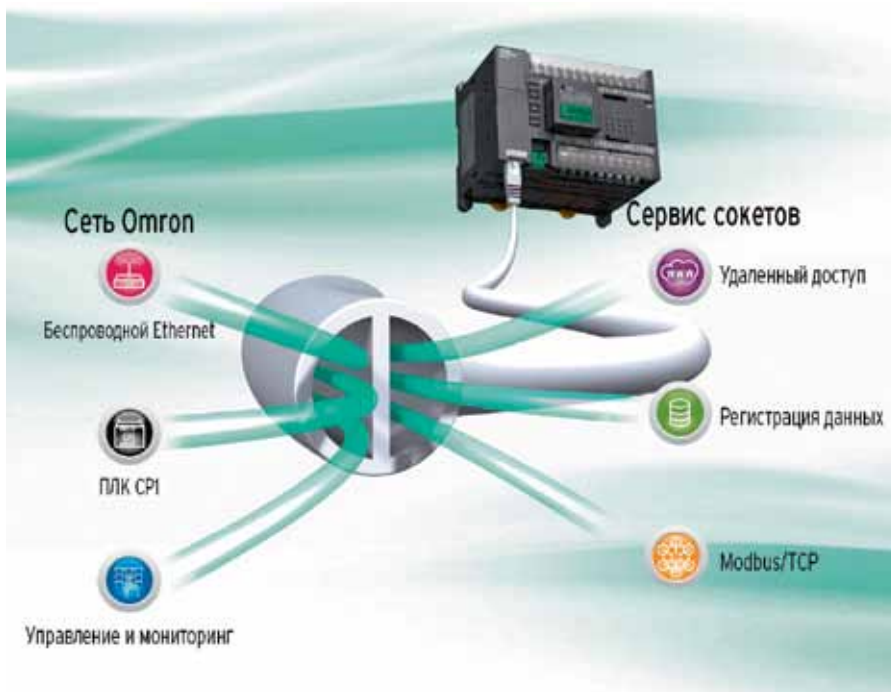 Сеть Omron
Беспроводной Ethernet
ПЛК CP1
Управление и мониторинг
Сервис сокетов
Удаленный доступ
Регистрация данных
Modbus/TCP